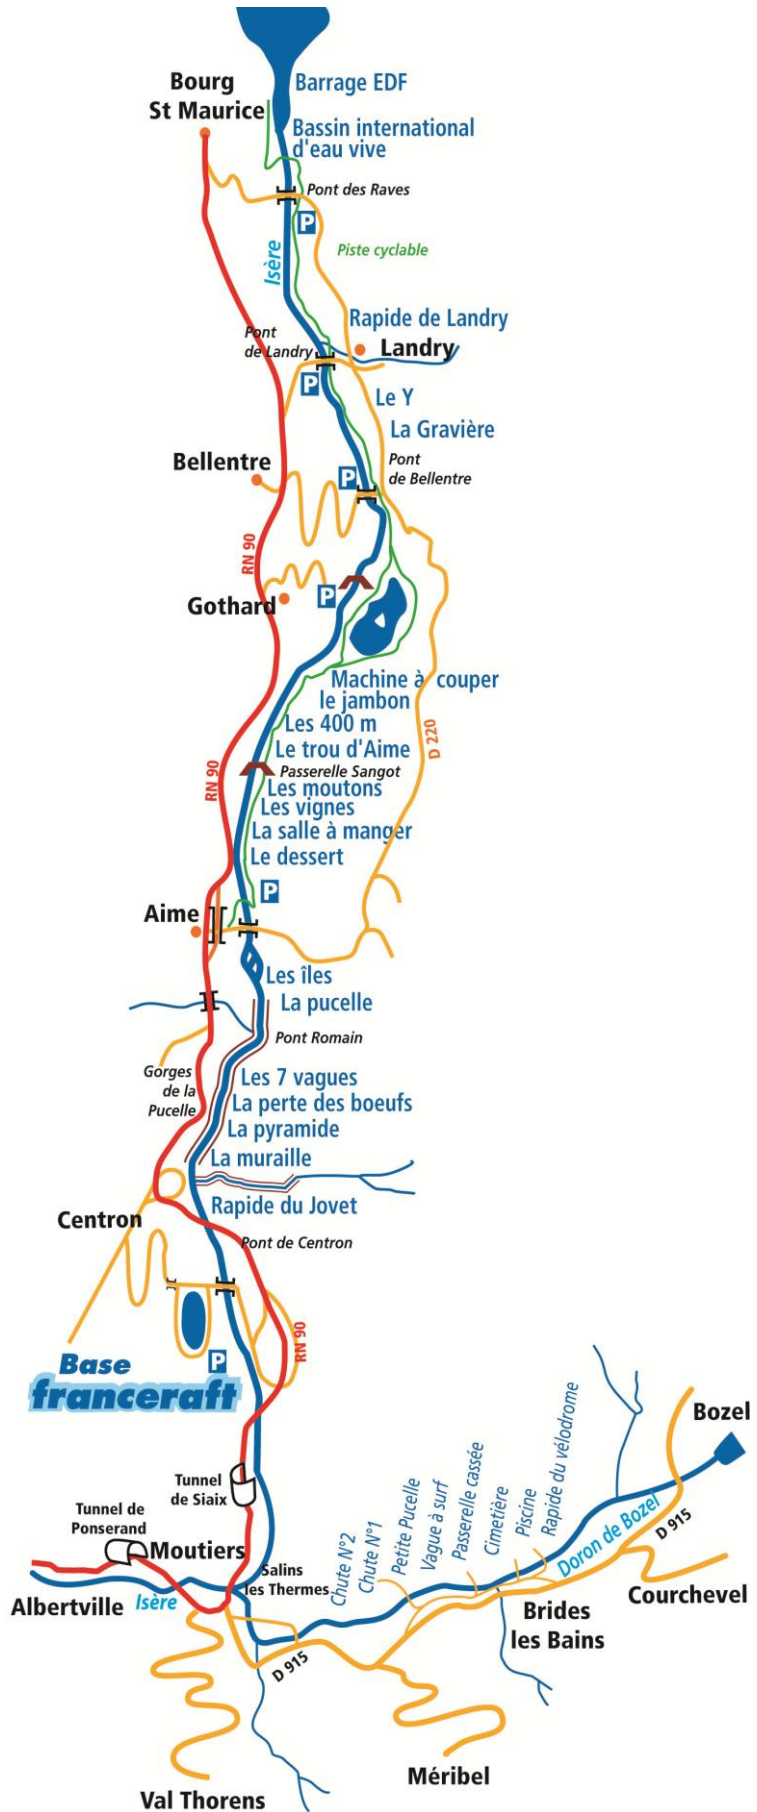 Bourg
St Maurice
Barrage EDF
Bassin international
d'eau vive
Pont des Raves
P
Isère
Piste cyclable
Rapide de Landry
Pont
de Landry
Landry
P
Le Y
La Gravière
Bellentre
Pont
de Bellentre
P
RN 90
Gothard
P
Machine à couper
le jambon
Les 400 m
Le trou d'Aime
D 220
RN 90
Passerelle Sangot
Les moutons
Les vignes
La salle à manger
Le dessert
P
Aime
Les îles
La pucelle
Pont Romain
Gorges
de la
Pucelle
Les 7 vagues
La perte des boeufs
La pyramide
La muraille
Rapide du Jovet
Centron
Pont de Centron
RN 90
P
Base
franceraft
Bozel
Tunnel
de Siaix
Tunnel de
Ponserand
Moutiers
Salins
les Thermes
Chute N°2
Chute N°1
Petite Pucelle
Vague à surf
Passerelle cassée
Cimetière
Piscine
Rapide du vélodrome
Doron de Bozel
D 915
Albertville
Isère
Courchevel
Brides
les Bains
D 915
Méribel
Val Thorens